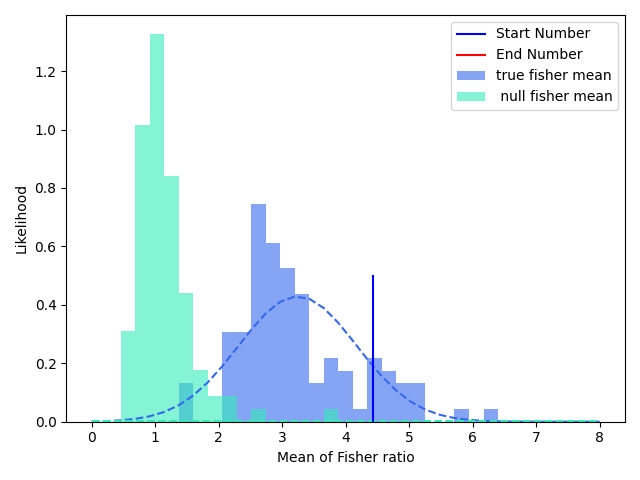 Start Number
End Number
true fisher mean
null fisher mean
Likelihood
1.2
1.0
0.8
0.6
0.4
0.2
0.0
0 1 2 3 4 5 6 7 8
Mean of Fisher ratio